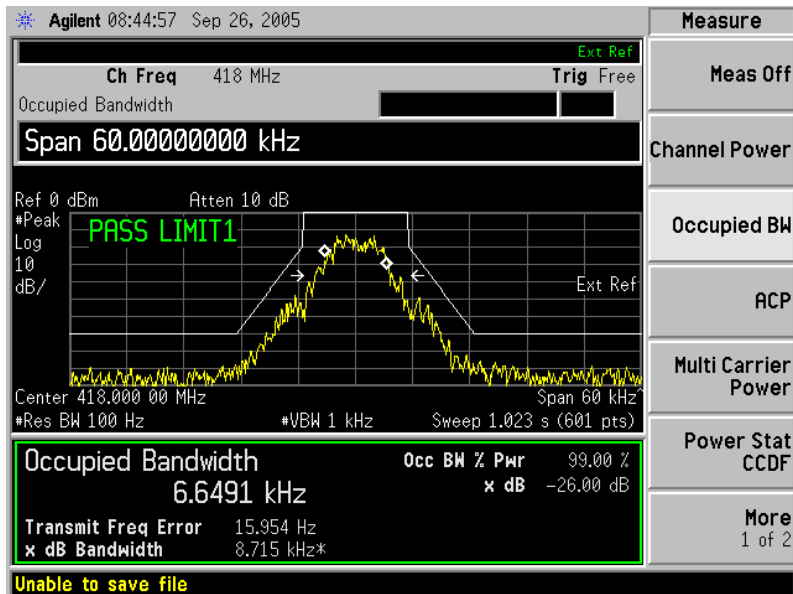 Agilent 08:44:57 Sep 26, 2005
Measure
Ext Ref
Ch Freq 418 MHz Trig Free
Occupied Bandwidth
Span 60.00000000 kHz
Ref 0 dBm Atten 10 dB
#Peak
Log
10
dB/
PASS LIMIT1
Ext Ref
Center 418.000 00 MHz Span 60 kHz^
#Res BW 100 Hz #VBW 1 kHz Sweep 1.023 s (601 pts)
Occupied Bandwidth
6.6491 kHz
Occ BW % Pwr 99.00 %
x dB -26.00 dB
Transmit Freq Error 15.954 Hz
x dB Bandwidth 8.715 kHz*
Unable to save file
Meas Off
Channel Power
Occupied BW
ACP
Multi Carrier
Power
Power Stat
CCDF
More
1 of 2